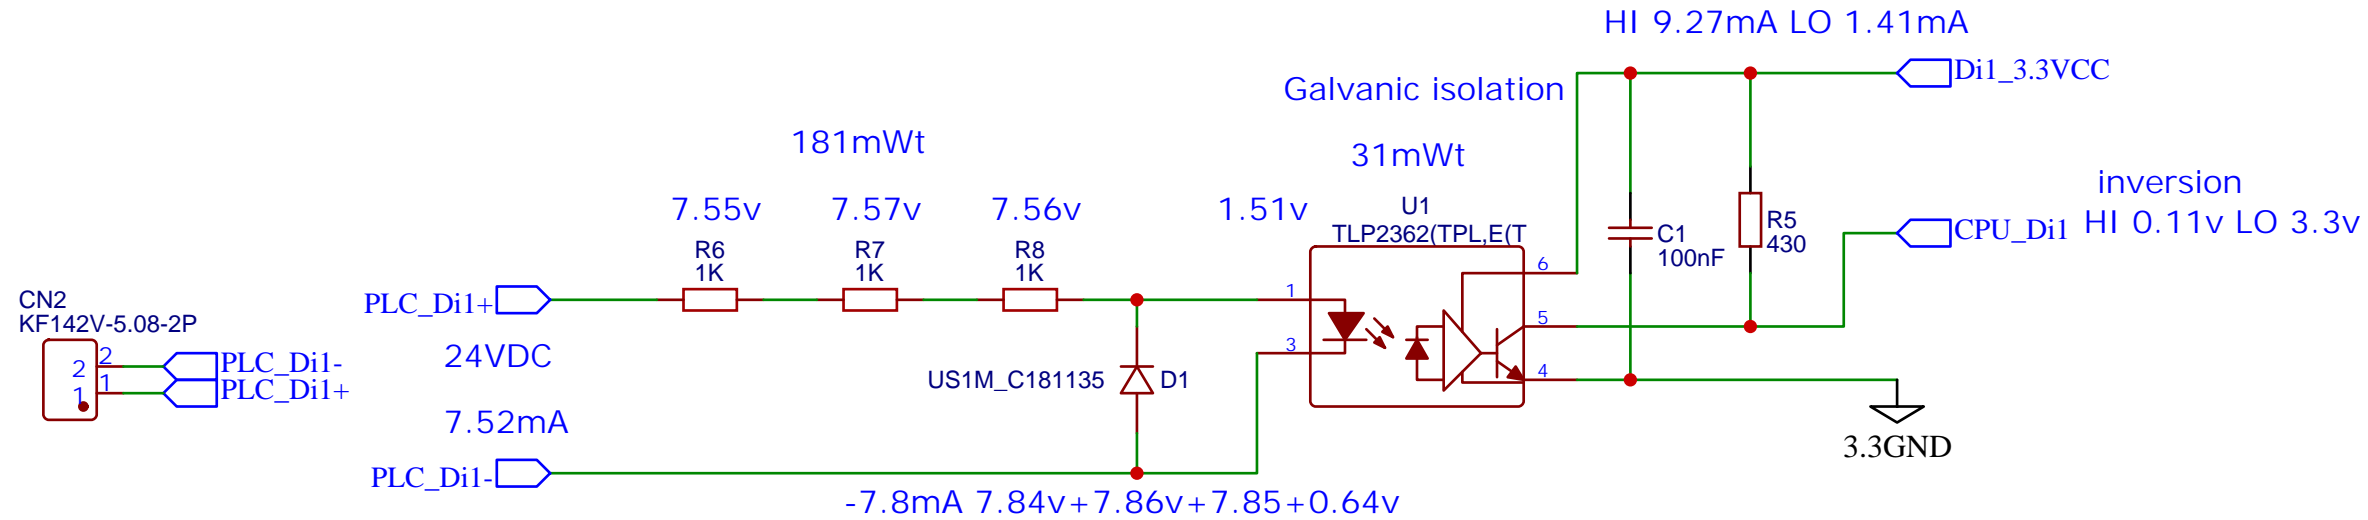 HI 9.27mA LO 1.41mA
Di1_3.3VCC
Galvanic isolation
181mWt
31mWt
inversion
HI 0.11v LO 3.3v
7.55v
7.57v
7.56v
1.51v
U1
TLP2362(TPL,E(T
R6
1K
R7
1K
R8
1K
C1
100nF
R5
430
CPU_Di1
6
5
4
1
3
CN2
KF142V-5.08-2P
2
1
2
1
PLC_Di1-
PLC_Di1+
PLC_Di1+
24VDC
7.52mA
PLC_Di1-
US1M_C181135
D1
3.3GND
-7.8mA 7.84v+7.86v+7.85+0.64v